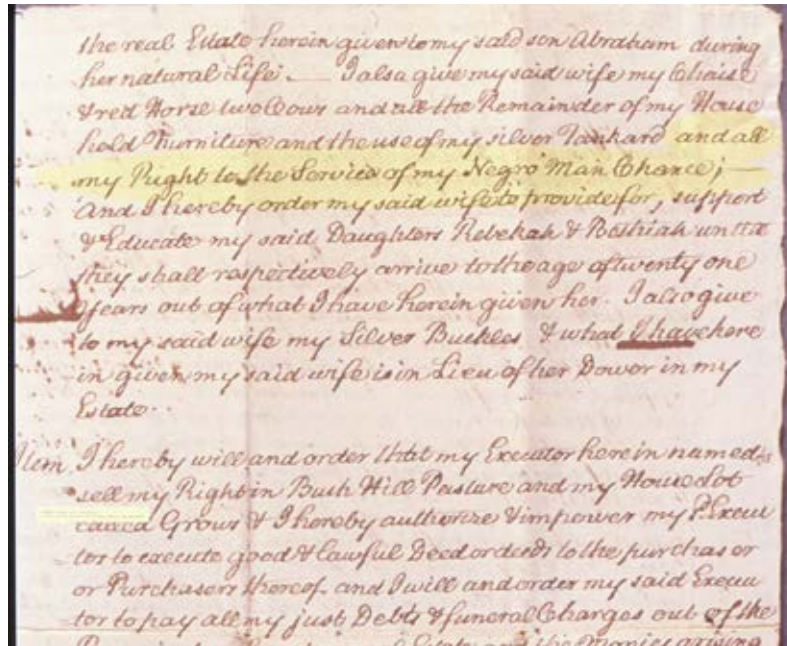 the real Estate herein given to my said son Abraham during
her natural Life. — I also give my said wife my Chaise
& red Horse two Cows and all the Remainder of my House
hold Furniture and the use of my silver Tankard and all
my Right to the Service of my Negro Man Chance; —
And I hereby order my said wife to provide for, support
& Educate my said Daughters Rebekah & Bethiah until
they shall respectively arrive to the age of twenty one
Years out of what I have herein given her. I also give
to my said wife my Silver Buckles & what I have here
in given my said wife is in Lieu of her Dower in my
Estate.
Item I hereby will and order that my Executor herein named
sell my Right in Bush Hill Pasture and my House Lot
called & I hereby authorize & impower my Execu
tor to execute good & lawful Deed or deeds to the purchasor
or Purchasers thereof and I will and order my said Execu
tor to pay all my just Debts & funeral Charges out of the
Estate and the Monies arising